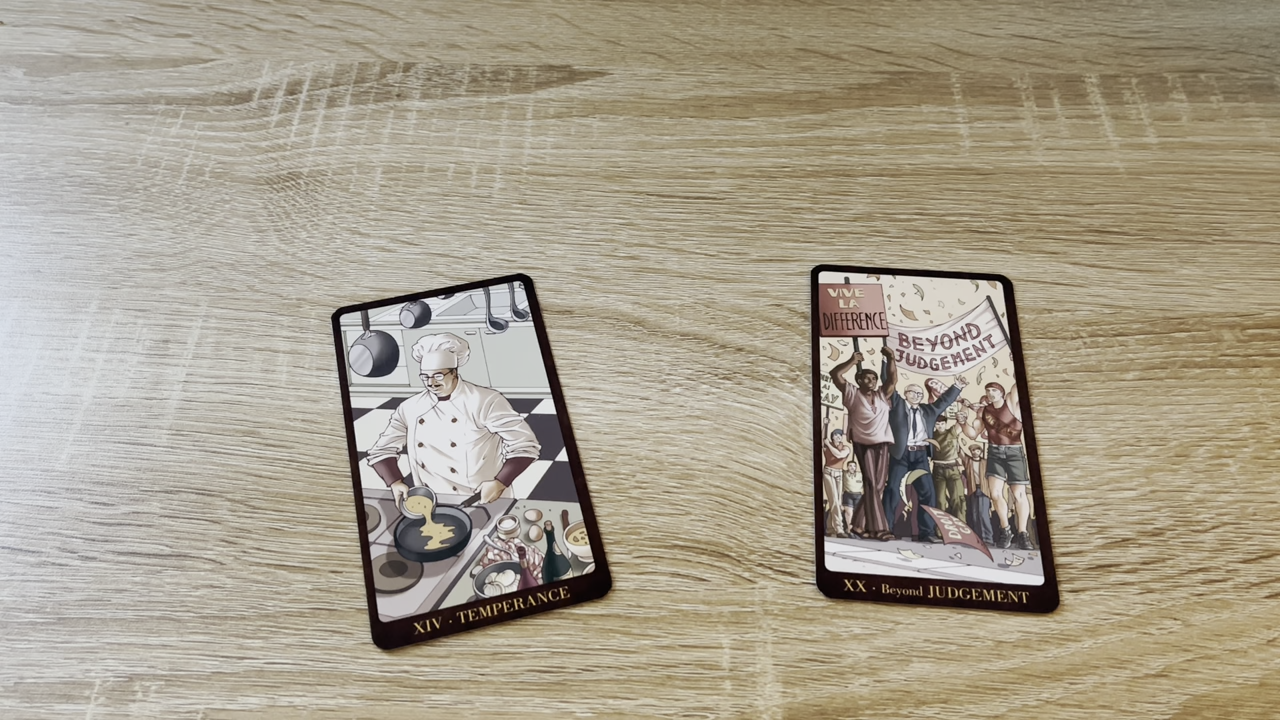 XIV · TEMPERANCE
VIVE
LA
DIFFERENCE
BEYOND
JUDGEMENT
XX · Beyond JUDGEMENT